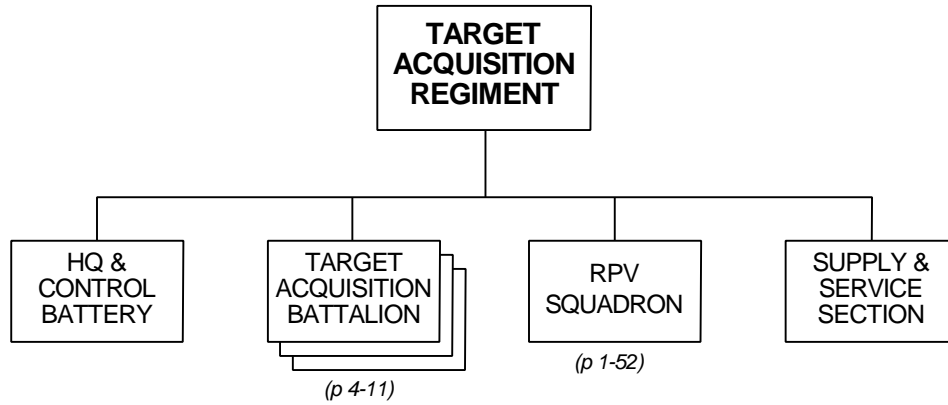 TARGET
ACQUISITION
REGIMENT
HQ &
CONTROL
BATTERY
TARGET
ACQUISITION
BATTALION
(p 4-11)
RPV
SQUADRON
(p 1-52)
SUPPLY &
SERVICE
SECTION